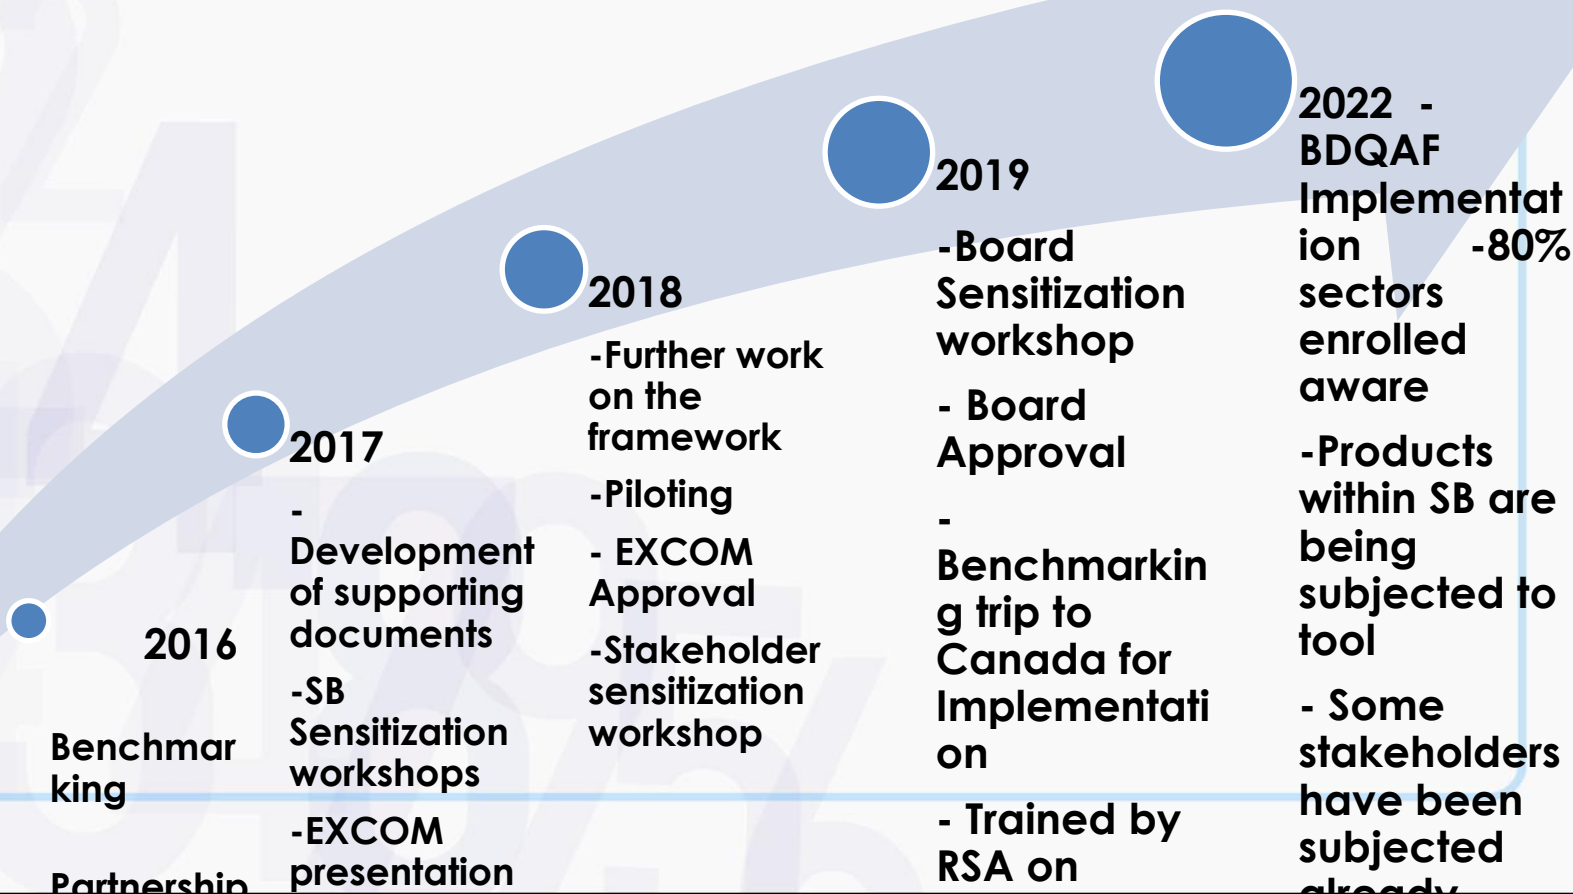 2016
Benchmar
king
Partnership
2017
-
Development
of supporting
documents
-SB
Sensitization
workshops
-EXCOM
presentation
2018
-Further work
on the
framework
-Piloting
- EXCOM
Approval
-Stakeholder
sensitization
workshop
2019
-Board
Sensitization
workshop
- Board
Approval
-
Benchmarkin
g trip to
Canada for
Implementati
on
- Trained by
RSA on
2022 -
BDQAF
Implementat
ion -80%
sectors
enrolled
aware
-Products
within SB are
being
subjected to
tool
- Some
stakeholders
have been
subjected
already